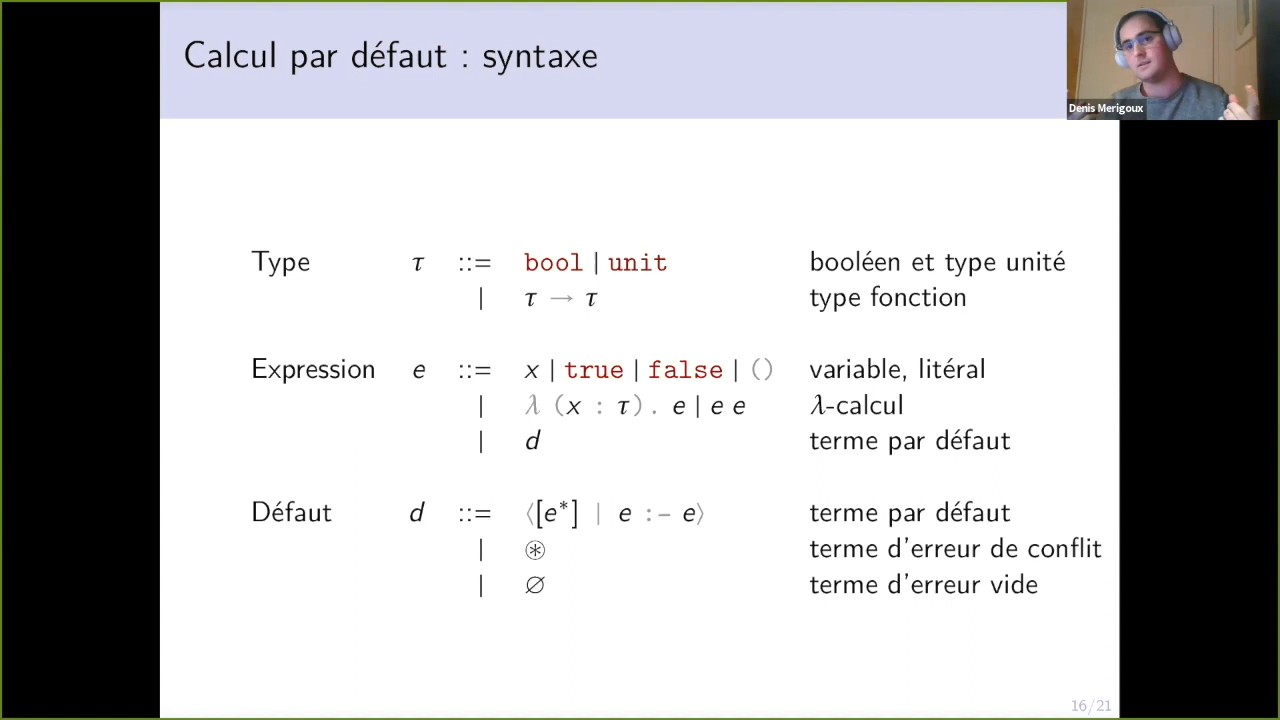 Calcul par défaut : syntaxe
Denis Merigoux
Type τ ::= bool | unit booléen et type unité
| τ → τ type fonction
Expression e ::= x | true | false | () variable, litéral
| λ (x : τ). e | e e λ-calcul
| d terme par défaut
Défaut d ::= ⟨[e*] | e :– e⟩ terme par défaut
| ⊛ terme d'erreur de conflit
| ∅ terme d'erreur vide
16/21